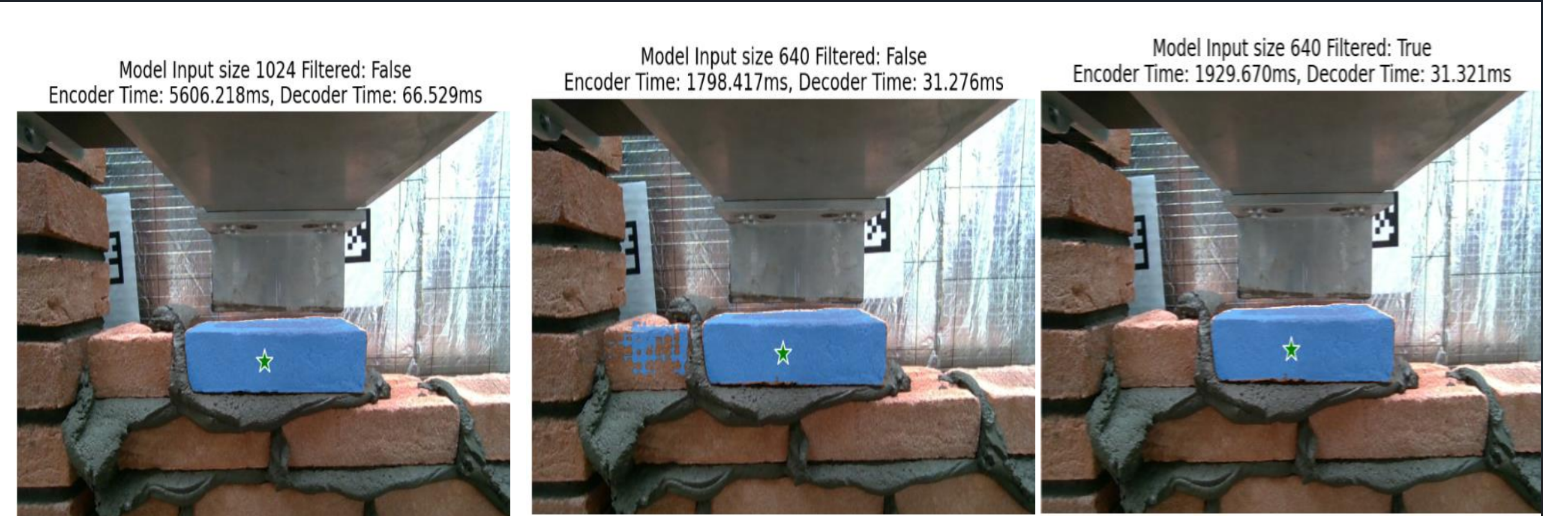 Model Input size 1024 Filtered: False
Encoder Time: 5606.218ms, Decoder Time: 66.529ms
Model Input size 640 Filtered: False
Encoder Time: 1798.417ms, Decoder Time: 31.276ms
Model Input size 640 Filtered: True
Encoder Time: 1929.670ms, Decoder Time: 31.321ms